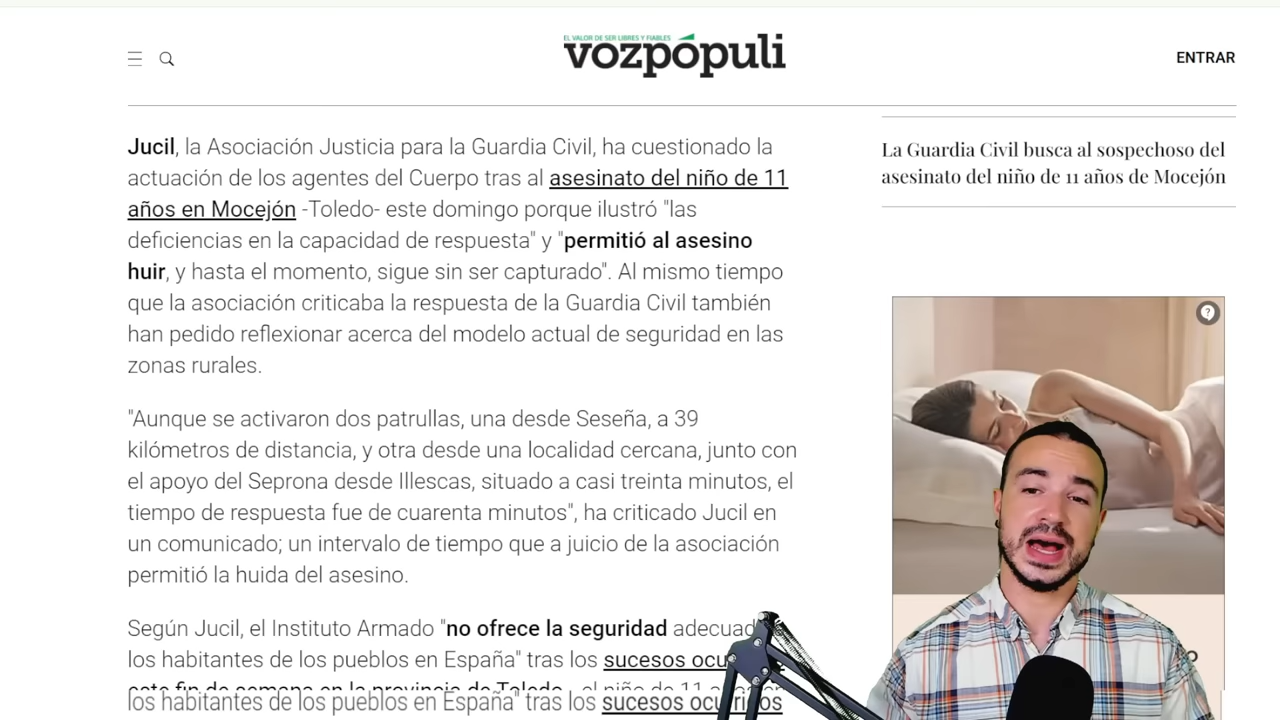 EL VALOR DE SER LIBRES Y FIABLES
vozpópuli
ENTRAR
Jucil, la Asociación Justicia para la Guardia Civil, ha cuestionado la
actuación de los agentes del Cuerpo tras al asesinato del niño de 11
años en Mocejón -Toledo- este domingo porque ilustró "las
deficiencias en la capacidad de respuesta" y "permitió al asesino
huir, y hasta el momento, sigue sin ser capturado". Al mismo tiempo
que la asociación criticaba la respuesta de la Guardia Civil también
han pedido reflexionar acerca del modelo actual de seguridad en las
zonas rurales.
"Aunque se activaron dos patrullas, una desde Seseña, a 39
kilómetros de distancia, y otra desde una localidad cercana, junto con
el apoyo del Seprona desde Illescas, situado a casi treinta minutos, el
tiempo de respuesta fue de cuarenta minutos", ha criticado Jucil en
un comunicado; un intervalo de tiempo que a juicio de la asociación
permitió la huida del asesino.
Según Jucil, el Instituto Armado "no ofrece la seguridad
los habitantes de los pueblos en España" tras los sucesos
este fin de semana en la provincia de Toledo
los habitantes de los pueblos en España" tras los sucesos ocurridos
La Guardia Civil busca al sospechoso del
asesinato del niño de 11 años de Mocejón
?